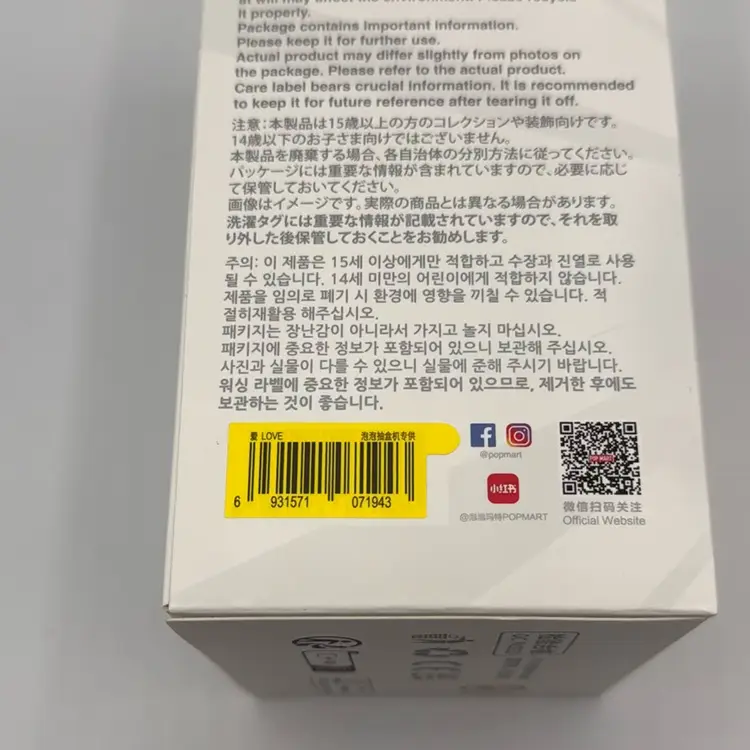 it will may affect the environment. Please recycle
it properly.
Package contains important information.
Please keep it for further use.
Actual product may differ slightly from photos on
the package. Please refer to the actual product.
Care label bears crucial information. It is recommended
to keep it for future reference after tearing it off.
注意：本製品は15歳以上の方のコレクションや装飾向けです。
14歳以下のお子さま向けではございません。
本製品を廃棄する場合、各自治体の分別方法に従ってください。
パッケージには重要な情報が含まれていますので、必要に応じ
て保管しておいてください。
画像はイメージです。実際の商品とは異なる場合があります。
洗濯タグには重要な情報が記載されていますので、それを取
り外した後保管しておくことをお勧めします。
주의: 이 제품은 15세 이상에게만 적합하고 수장과 진열로 사용
될 수 있습니다. 14세 미만의 어린이에게 적합하지 않습니다.
제품을 임의로 폐기 시 환경에 영향을 끼칠 수 있습니다. 적
절히재활용 해주십시오.
패키지는 장난감이 아니라서 가지고 놀지 마십시오.
패키지에 중요한 정보가 포함되어 있으니 보관해 주십시오.
사진과 실물이 다를 수 있으니 실물에 준해 주시기 바랍니다.
워싱 라벨에 중요한 정보가 포함되어 있으므로, 제거한 후에도
보관하는 것이 좋습니다.
爱 LOVE 泡泡抽盒机专供
6 931571 071943
@popmart
小红书
@泡泡玛特POPMART
POP MART
微信扫码关注
Official Website